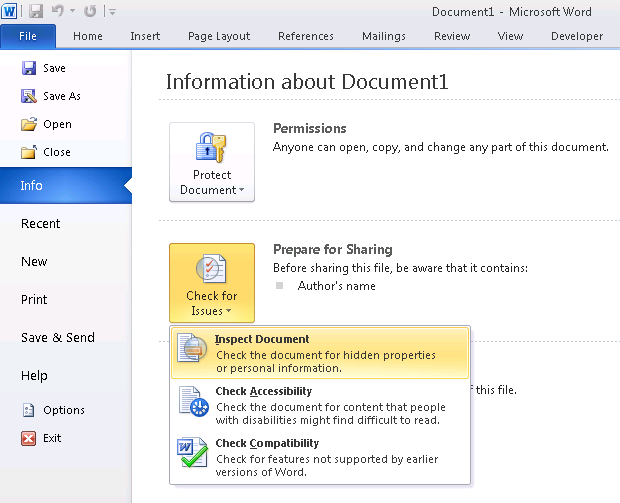 Document1 - Microsoft Word
File Home Insert Page Layout References Mailings Review View Developer
Save
Save As
Open
Close
Info
Recent
New
Print
Save & Send
Help
Options
Exit
Information about Document1
Protect
Document
Permissions
Anyone can open, copy, and change any part of this document.
Check for
Issues
Prepare for Sharing
Before sharing this file, be aware that it contains:
Author's name
Inspect Document
Check the document for hidden properties
or personal information.
Check Accessibility
Check the document for content that people
with disabilities might find difficult to read.
Check Compatibility
Check for features not supported by earlier
versions of Word.
of this file.